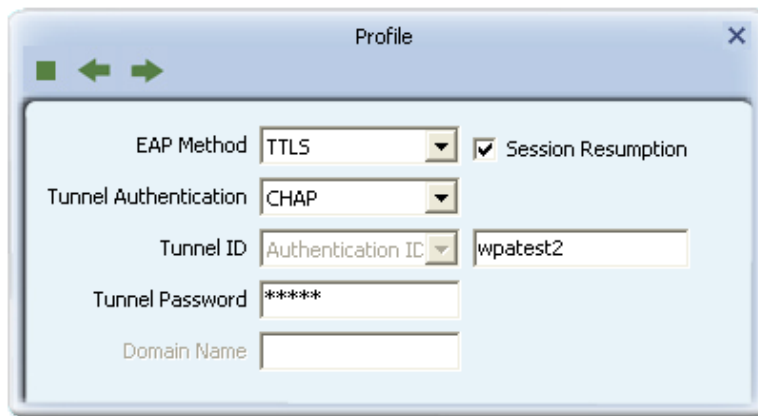 Profile
EAP Method TTLS Session Resumption
Tunnel Authentication CHAP
Tunnel ID Authentication ID wpatest2
Tunnel Password *****
Domain Name